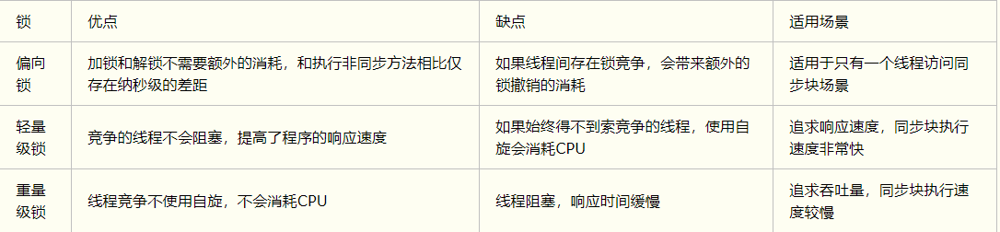 锁 优点 缺点 适用场景
偏向
锁
加锁和解锁不需要额外的消耗，和执行非同步方法相比仅
存在纳秒级的差距
如果线程间存在锁竞争，会带来额外的
锁撤销的消耗
适用于只有一个线程访问同
步块场景
轻量
级锁
竞争的线程不会阻塞，提高了程序的响应速度
如果始终得不到索竞争的线程，使用自
旋会消耗CPU
追求响应速度，同步块执行
速度非常快
重量
级锁
线程竞争不使用自旋，不会消耗CPU
线程阻塞，响应时间缓慢
追求吞吐量，同步块执行速
度较慢